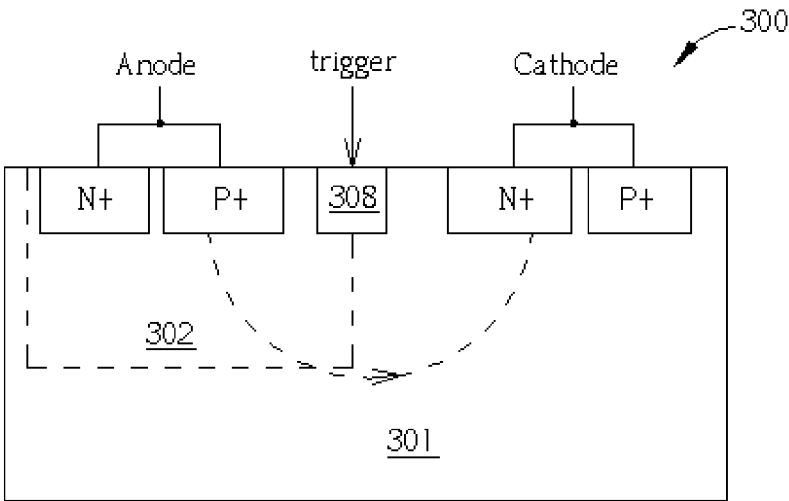 300
Anode
trigger
Cathode
N+
P+
308
N+
P+
302
301